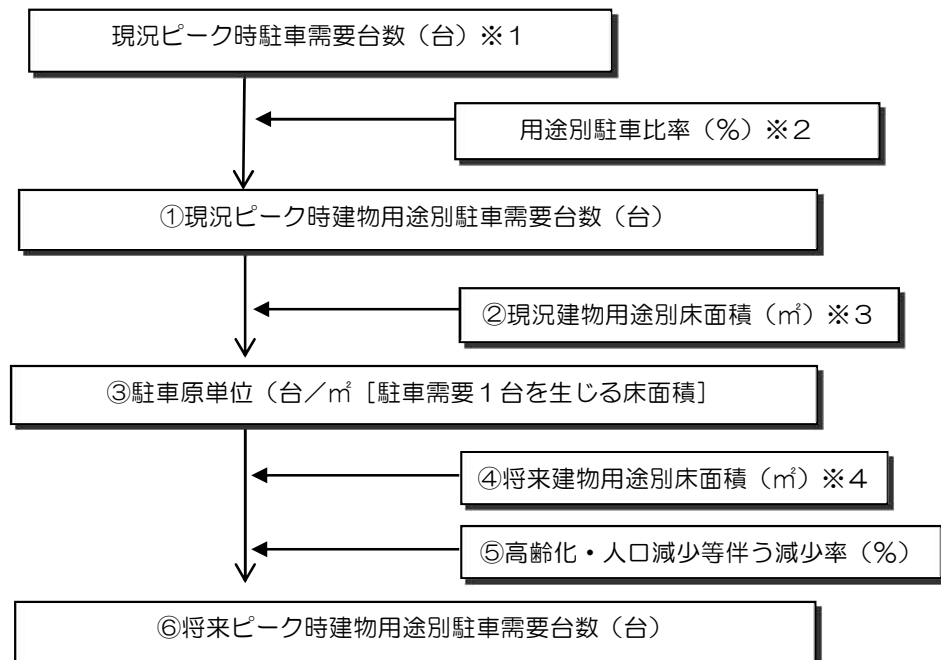 現況ピーク時駐車需要台数（台）※１
用途別駐車比率（％）※２
①現況ピーク時建物用途別駐車需要台数（台）
②現況建物用途別床面積（㎡）※３
③駐車原単位（台／㎡［駐車需要１台を生じる床面積］
④将来建物用途別床面積（㎡）※４
⑤高齢化・人口減少等伴う減少率（％）
⑥将来ピーク時建物用途別駐車需要台数（台）